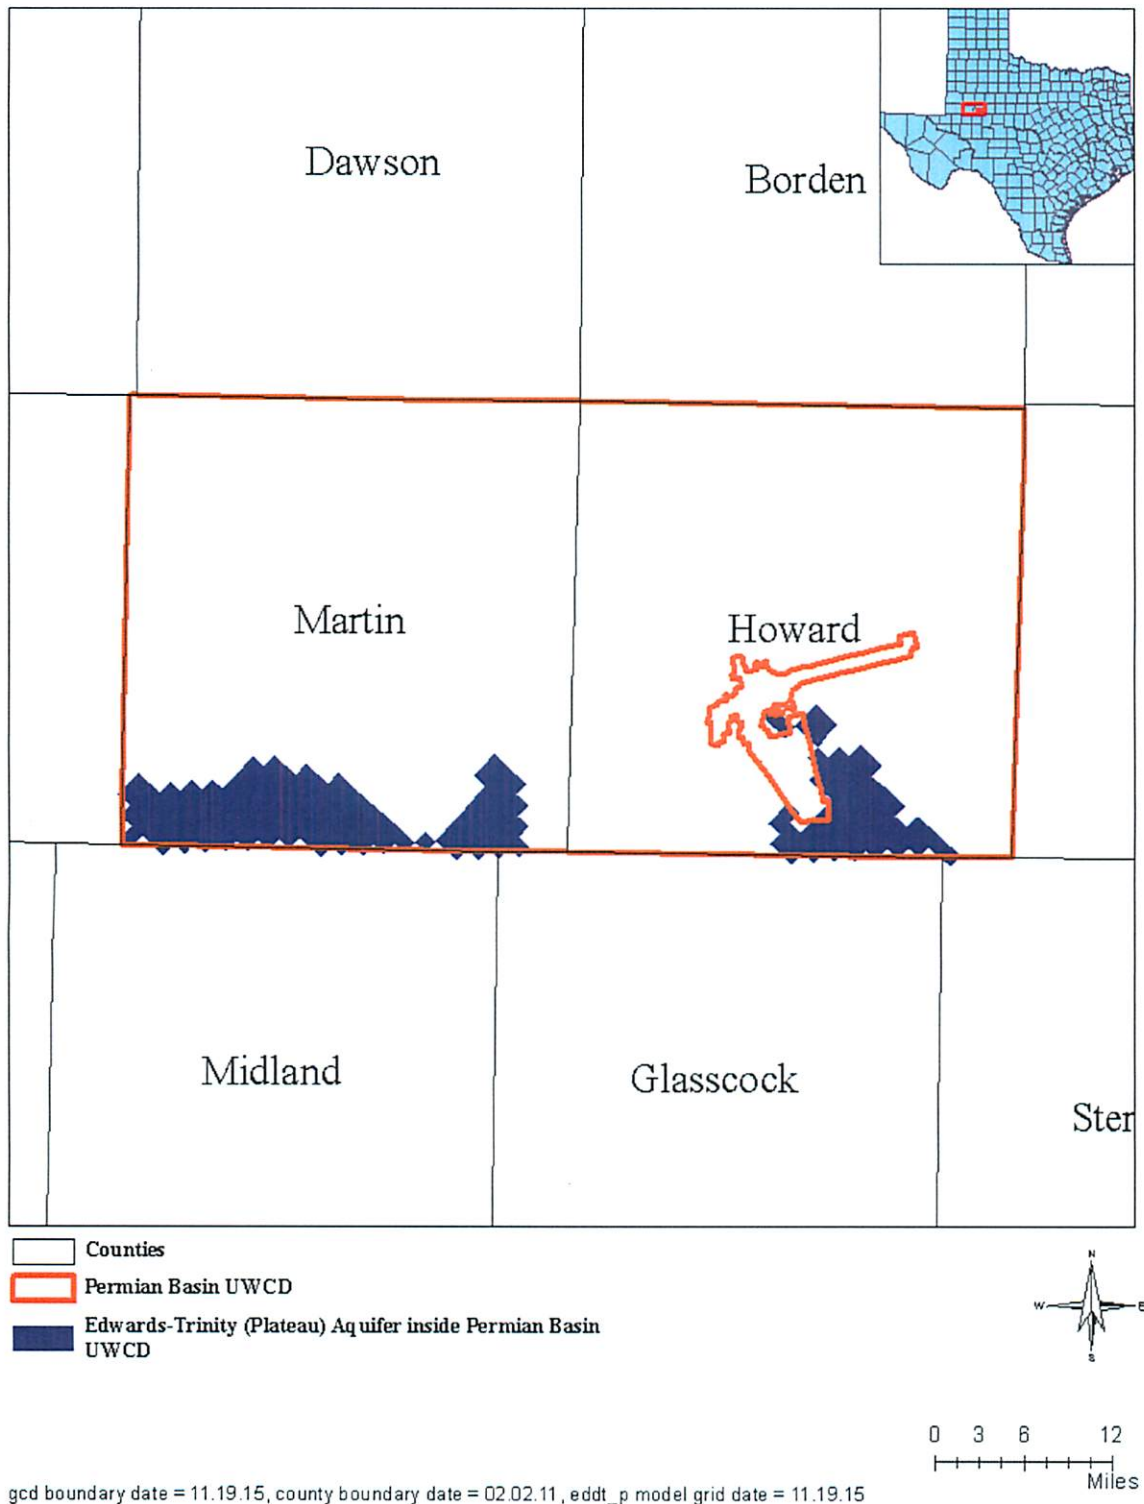 Dawson
Borden
Martin
Howard
Midland
Glasscock
Ster
Counties
Permian Basin UWCD
Edwards-Trinity (Plateau) Aquifer inside Permian Basin
UWCD
N
W
E
S
0 3 6 12
Miles
gcd boundary date = 11.19.15, county boundary date = 02.02.11, eddt_p model grid date = 11.19.15